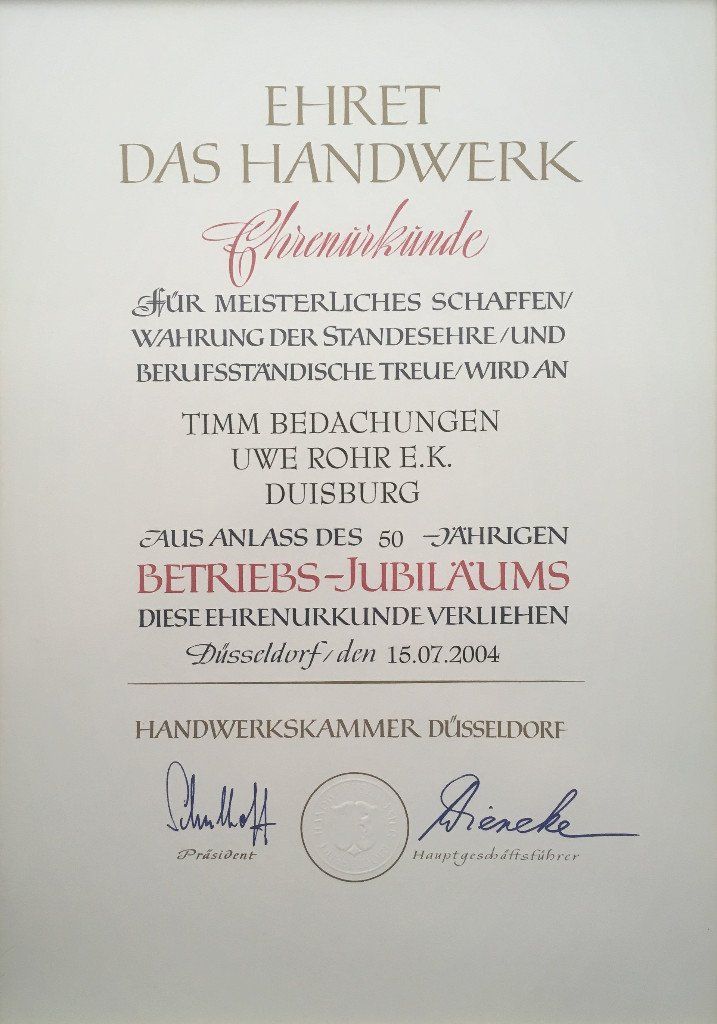 EHRET
DAS HANDWERK
Ehrenurkunde
FÜR MEISTERLICHES SCHAFFEN/
WAHRUNG DER STANDESEHRE/UND
BERUFSSTÄNDISCHE TREUE/WIRD AN
TIMM BEDACHUNGEN
UWE ROHR E.K.
DUISBURG
AUS ANLASS DES 50 -JÄHRIGEN
BETRIEBS-JUBILÄUMS
DIESE EHRENURKUNDE VERLIEHEN
Düsseldorf/den 15.07.2004
HANDWERKSKAMMER DÜSSELDORF
Schulhoff Wieneke
Präsident Hauptgeschäftsführer